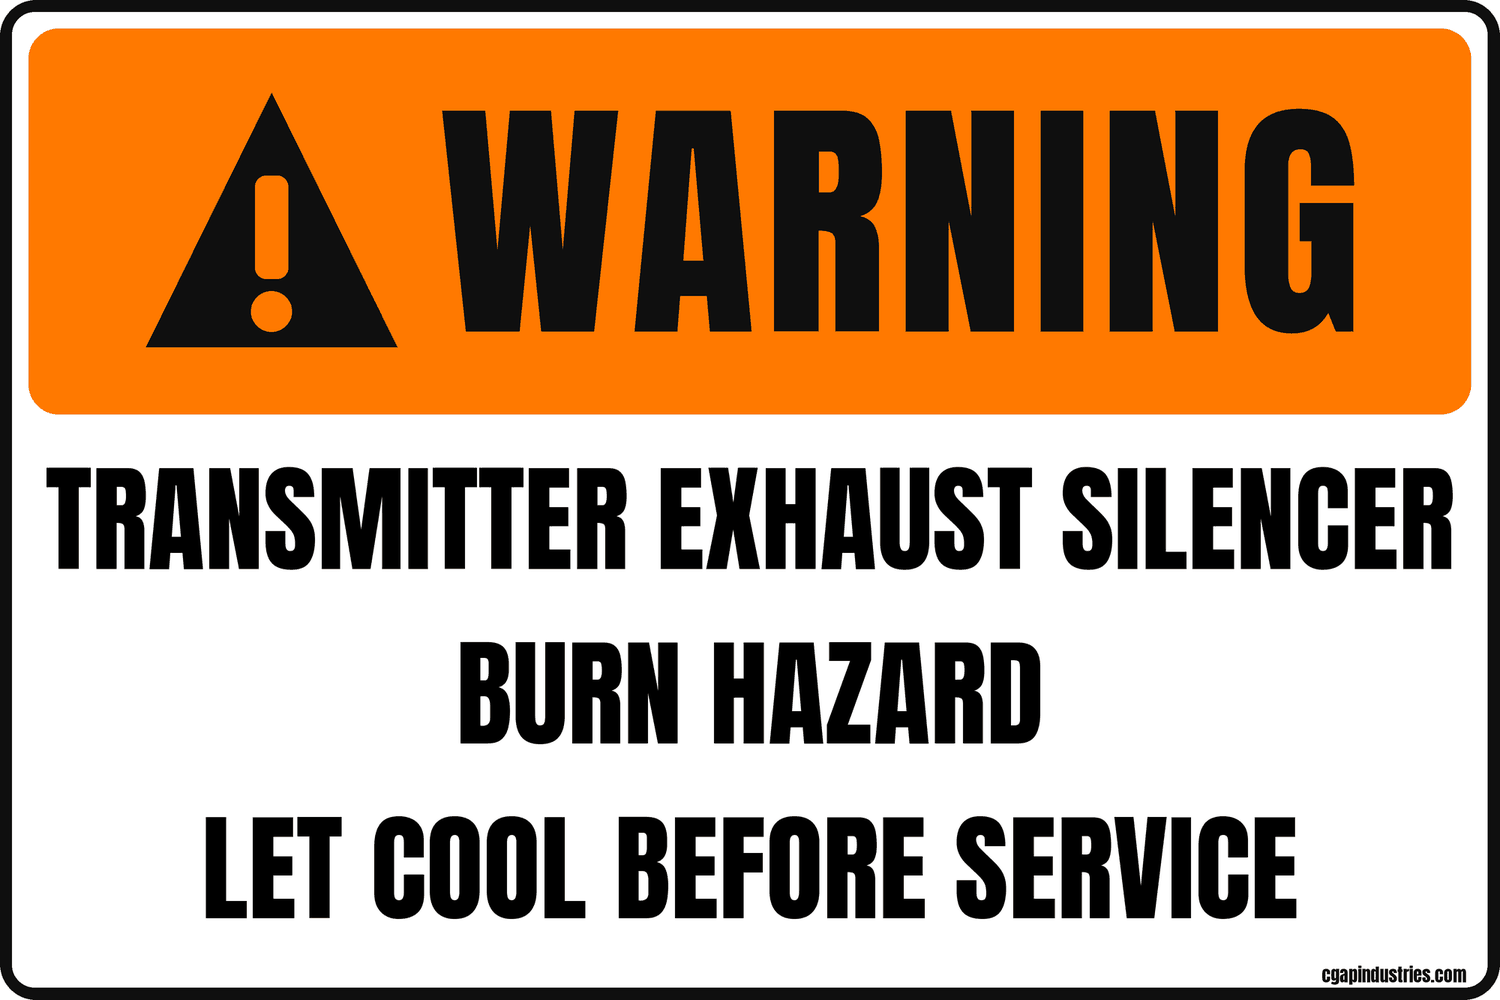 WARNING
TRANSMITTER EXHAUST SILENCER
BURN HAZARD
LET COOL BEFORE SERVICE
cgapindustries.com